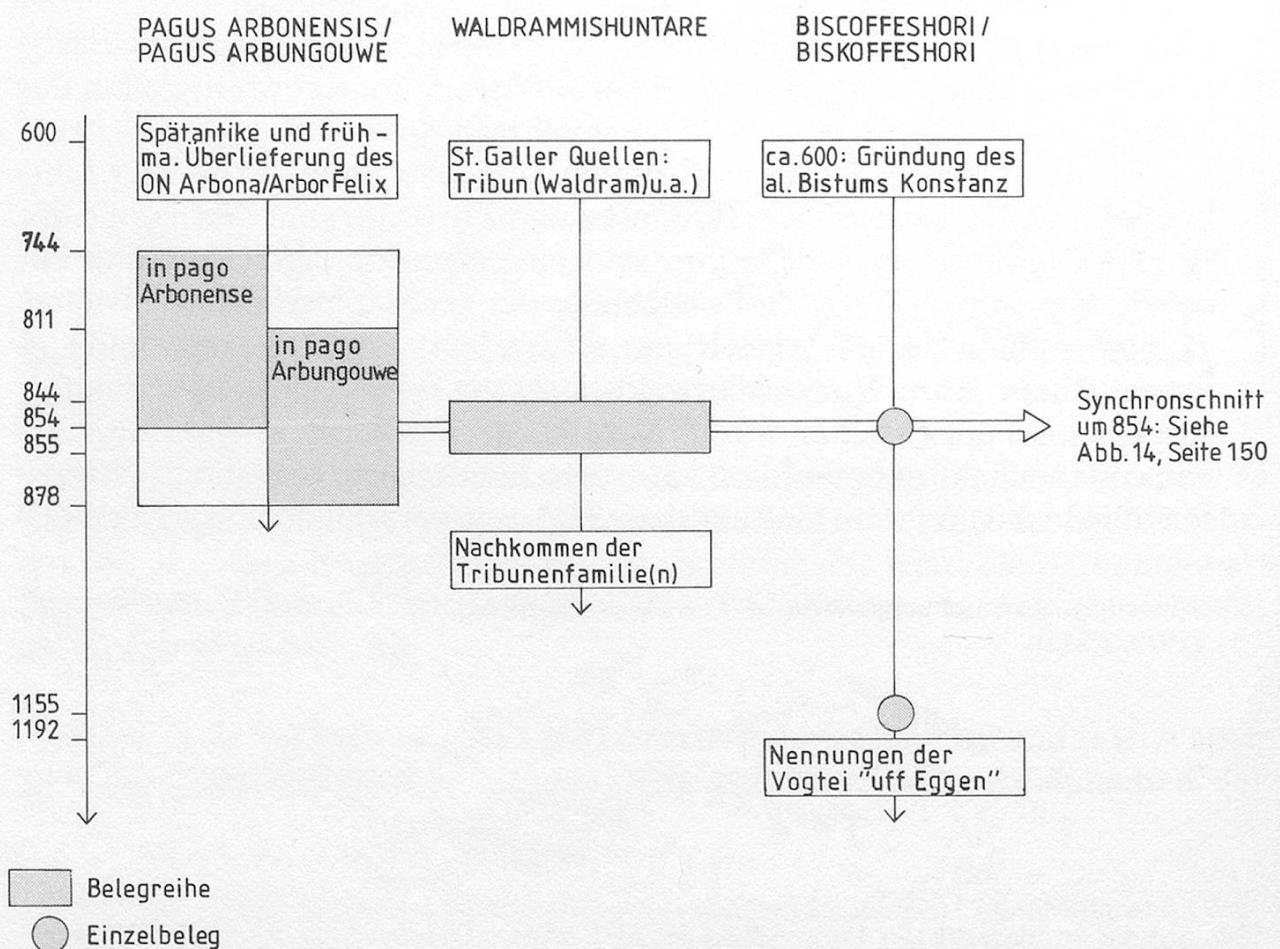 PAGUS ARBONENSIS /
PAGUS ARBUNGOUWE
WALDRAMMISHUNTARE
BISCOFFESHORI /
BISKOFFESHORI
600
744
811
844
854
855
878
1155
1192
Spätantike und früh-
ma. Überlieferung des
ON Arbona/Arbor Felix
in pago
Arbonense
in pago
Arbungouwe
St. Galler Quellen:
Tribun (Waldram) u.a.)
Nachkommen der
Tribunenfamilie(n)
ca. 600: Gründung des
al. Bistums Konstanz
Nennungen der
Vogtei "uff Eggen"
Synchronschnitt
um 854: Siehe
Abb. 14, Seite 150
Belegreihe
Einzelbeleg